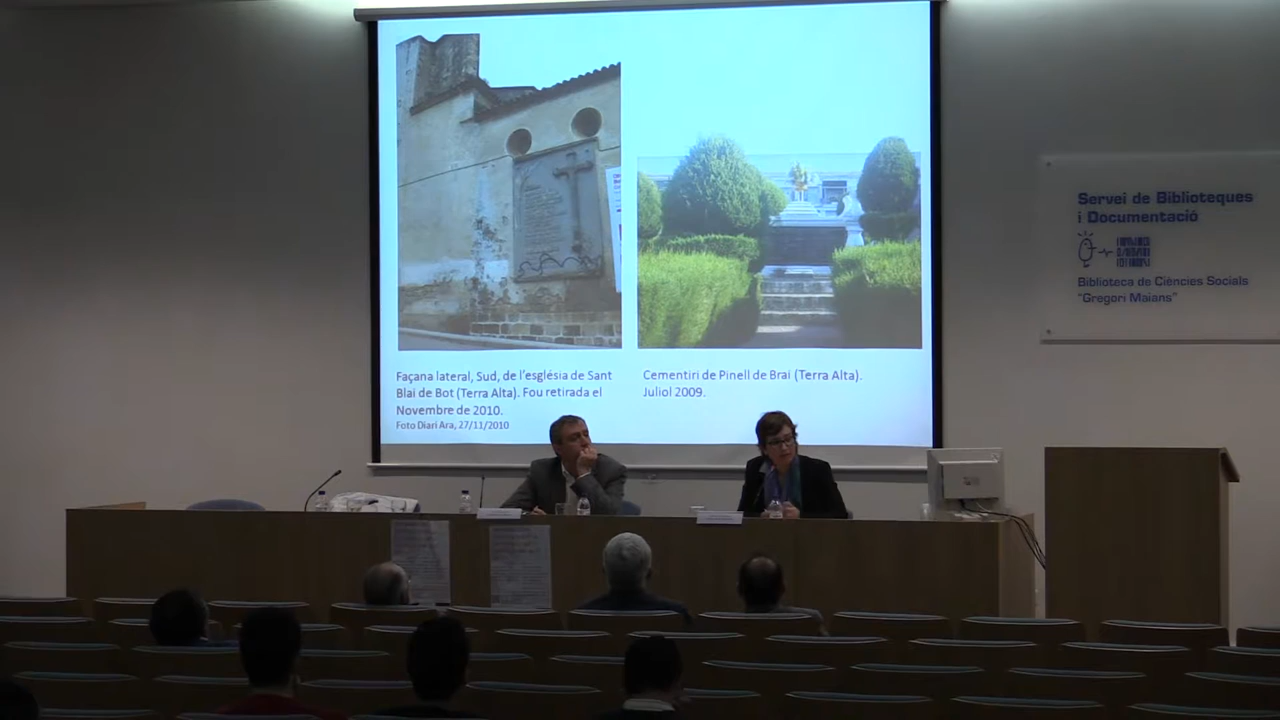 Façana lateral, Sud, de l'església de Sant
Blai de Bot (Terra Alta). Fou retirada el
Novembre de 2010.
Foto Diari Ara, 27/11/2010
Cementiri de Pinell de Brai (Terra Alta).
Juliol 2009.
Servei de Biblioteques
i Documentació
Biblioteca de Ciències Socials
"Gregori Maians"